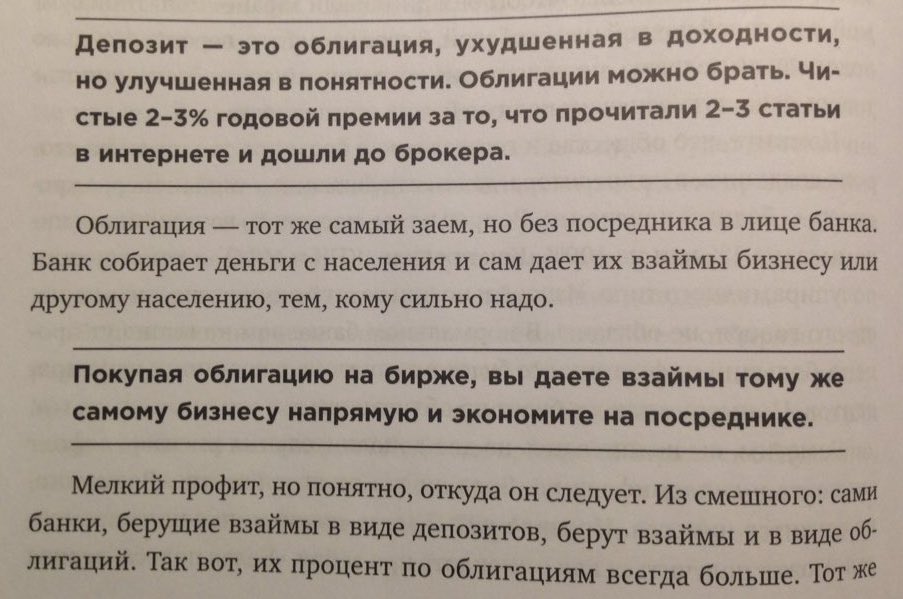 Депозит — это облигация, ухудшенная в доходности,
но улучшенная в понятности. Облигации можно брать. Чи-
стые 2–3% годовой премии за то, что прочитали 2–3 статьи
в интернете и дошли до брокера.
Облигация — тот же самый заем, но без посредника в лице банка.
Банк собирает деньги с населения и сам дает их взаймы бизнесу или
другому населению, тем, кому сильно надо.
Покупая облигацию на бирже, вы даете взаймы тому же
самому бизнесу напрямую и экономите на посреднике.
Мелкий профит, но понятно, откуда он следует. Из смешного: сами
банки, берущие взаймы в виде депозитов, берут взаймы и в виде об-
лигаций. Так вот, их процент по облигациям всегда больше. Тот же